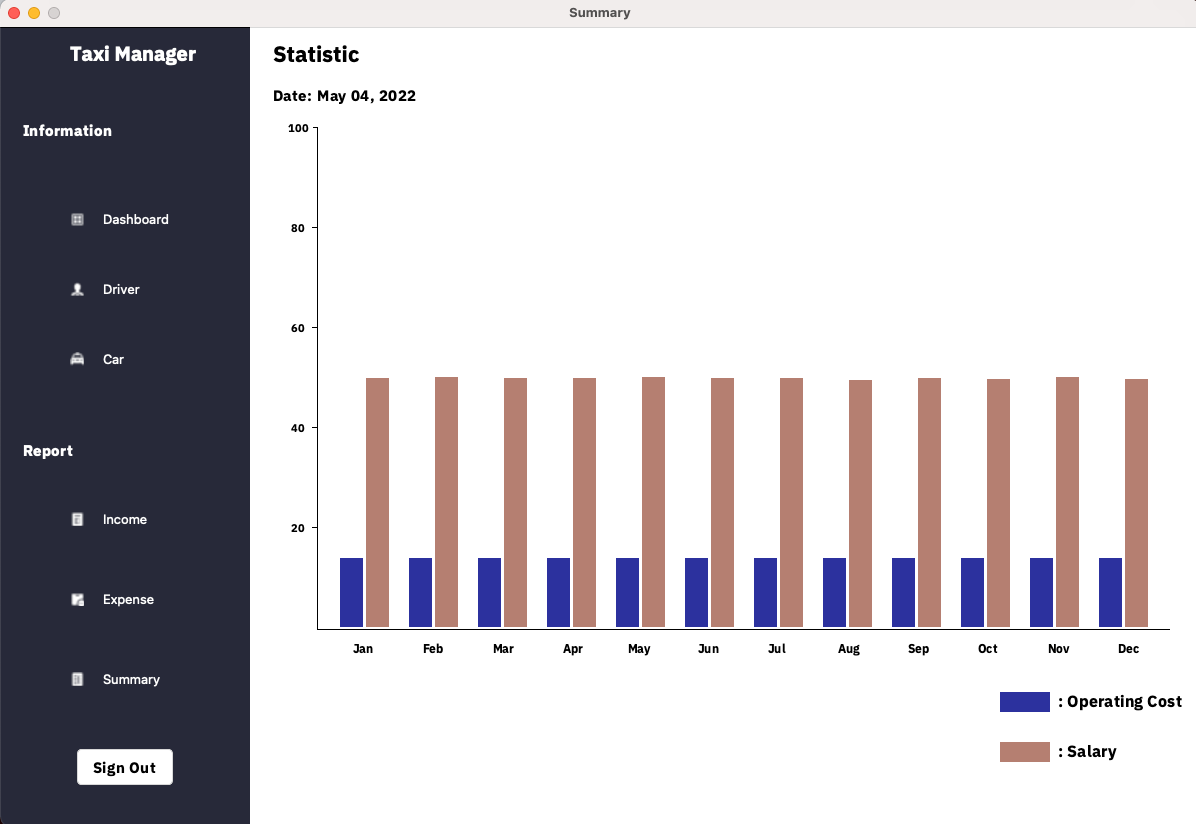 Summary
Taxi Manager
Information
Dashboard
Driver
Car
Report
Income
Expense
Summary
Sign Out
Statistic
Date: May 04, 2022
100
80
60
40
20
Jan Feb Mar Apr May Jun Jul Aug Sep Oct Nov Dec
: Operating Cost
: Salary